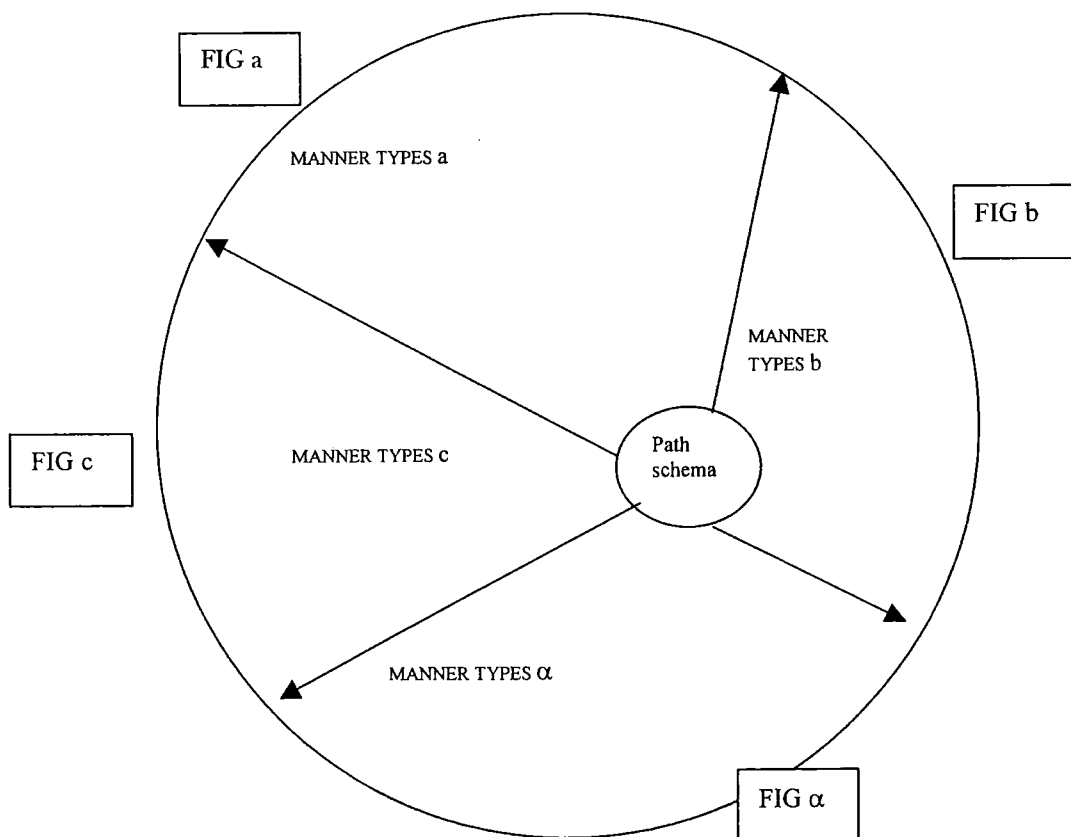 FIG a
MANNER TYPES a
FIG b
MANNER
TYPES b
Path
schema
FIG c
MANNER TYPES c
MANNER TYPES α
FIG α